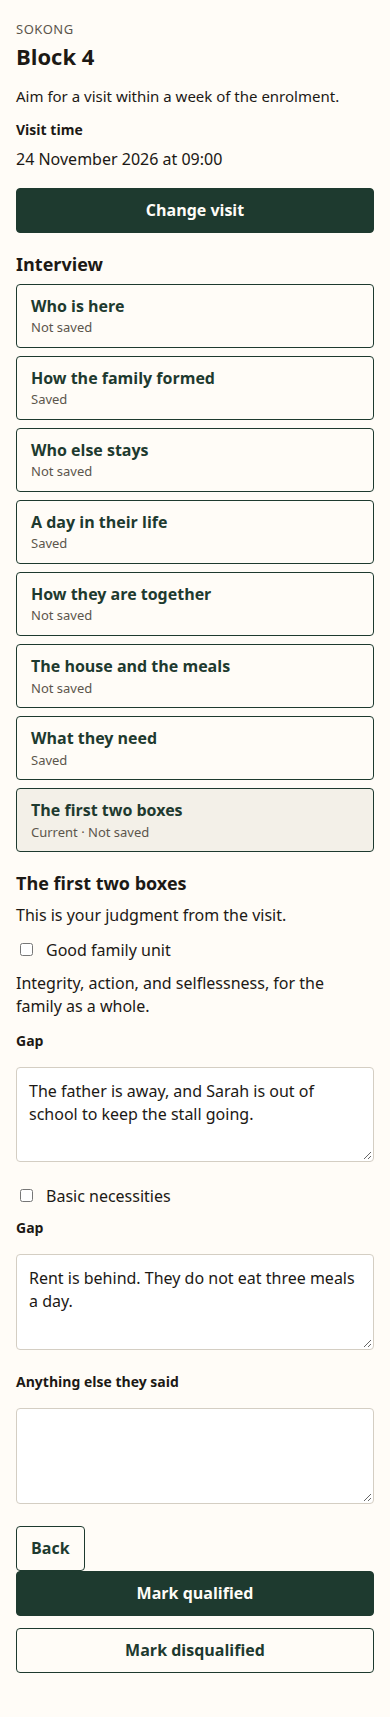 SOKONG
Block 4
Aim for a visit within a week of the enrolment.
Visit time
24 November 2026 at 09:00
Change visit
Interview
Who is here
Not saved
How the family formed
Saved
Who else stays
Not saved
A day in their life
Saved
How they are together
Not saved
The house and the meals
Not saved
What they need
Saved
The first two boxes
Current · Not saved
The first two boxes
This is your judgment from the visit.
Good family unit
Integrity, action, and selflessness, for the
family as a whole.
Gap
The father is away, and Sarah is out of
school to keep the stall going.
Basic necessities
Gap
Rent is behind. They do not eat three meals
a day.
Anything else they said
Back
Mark qualified
Mark disqualified